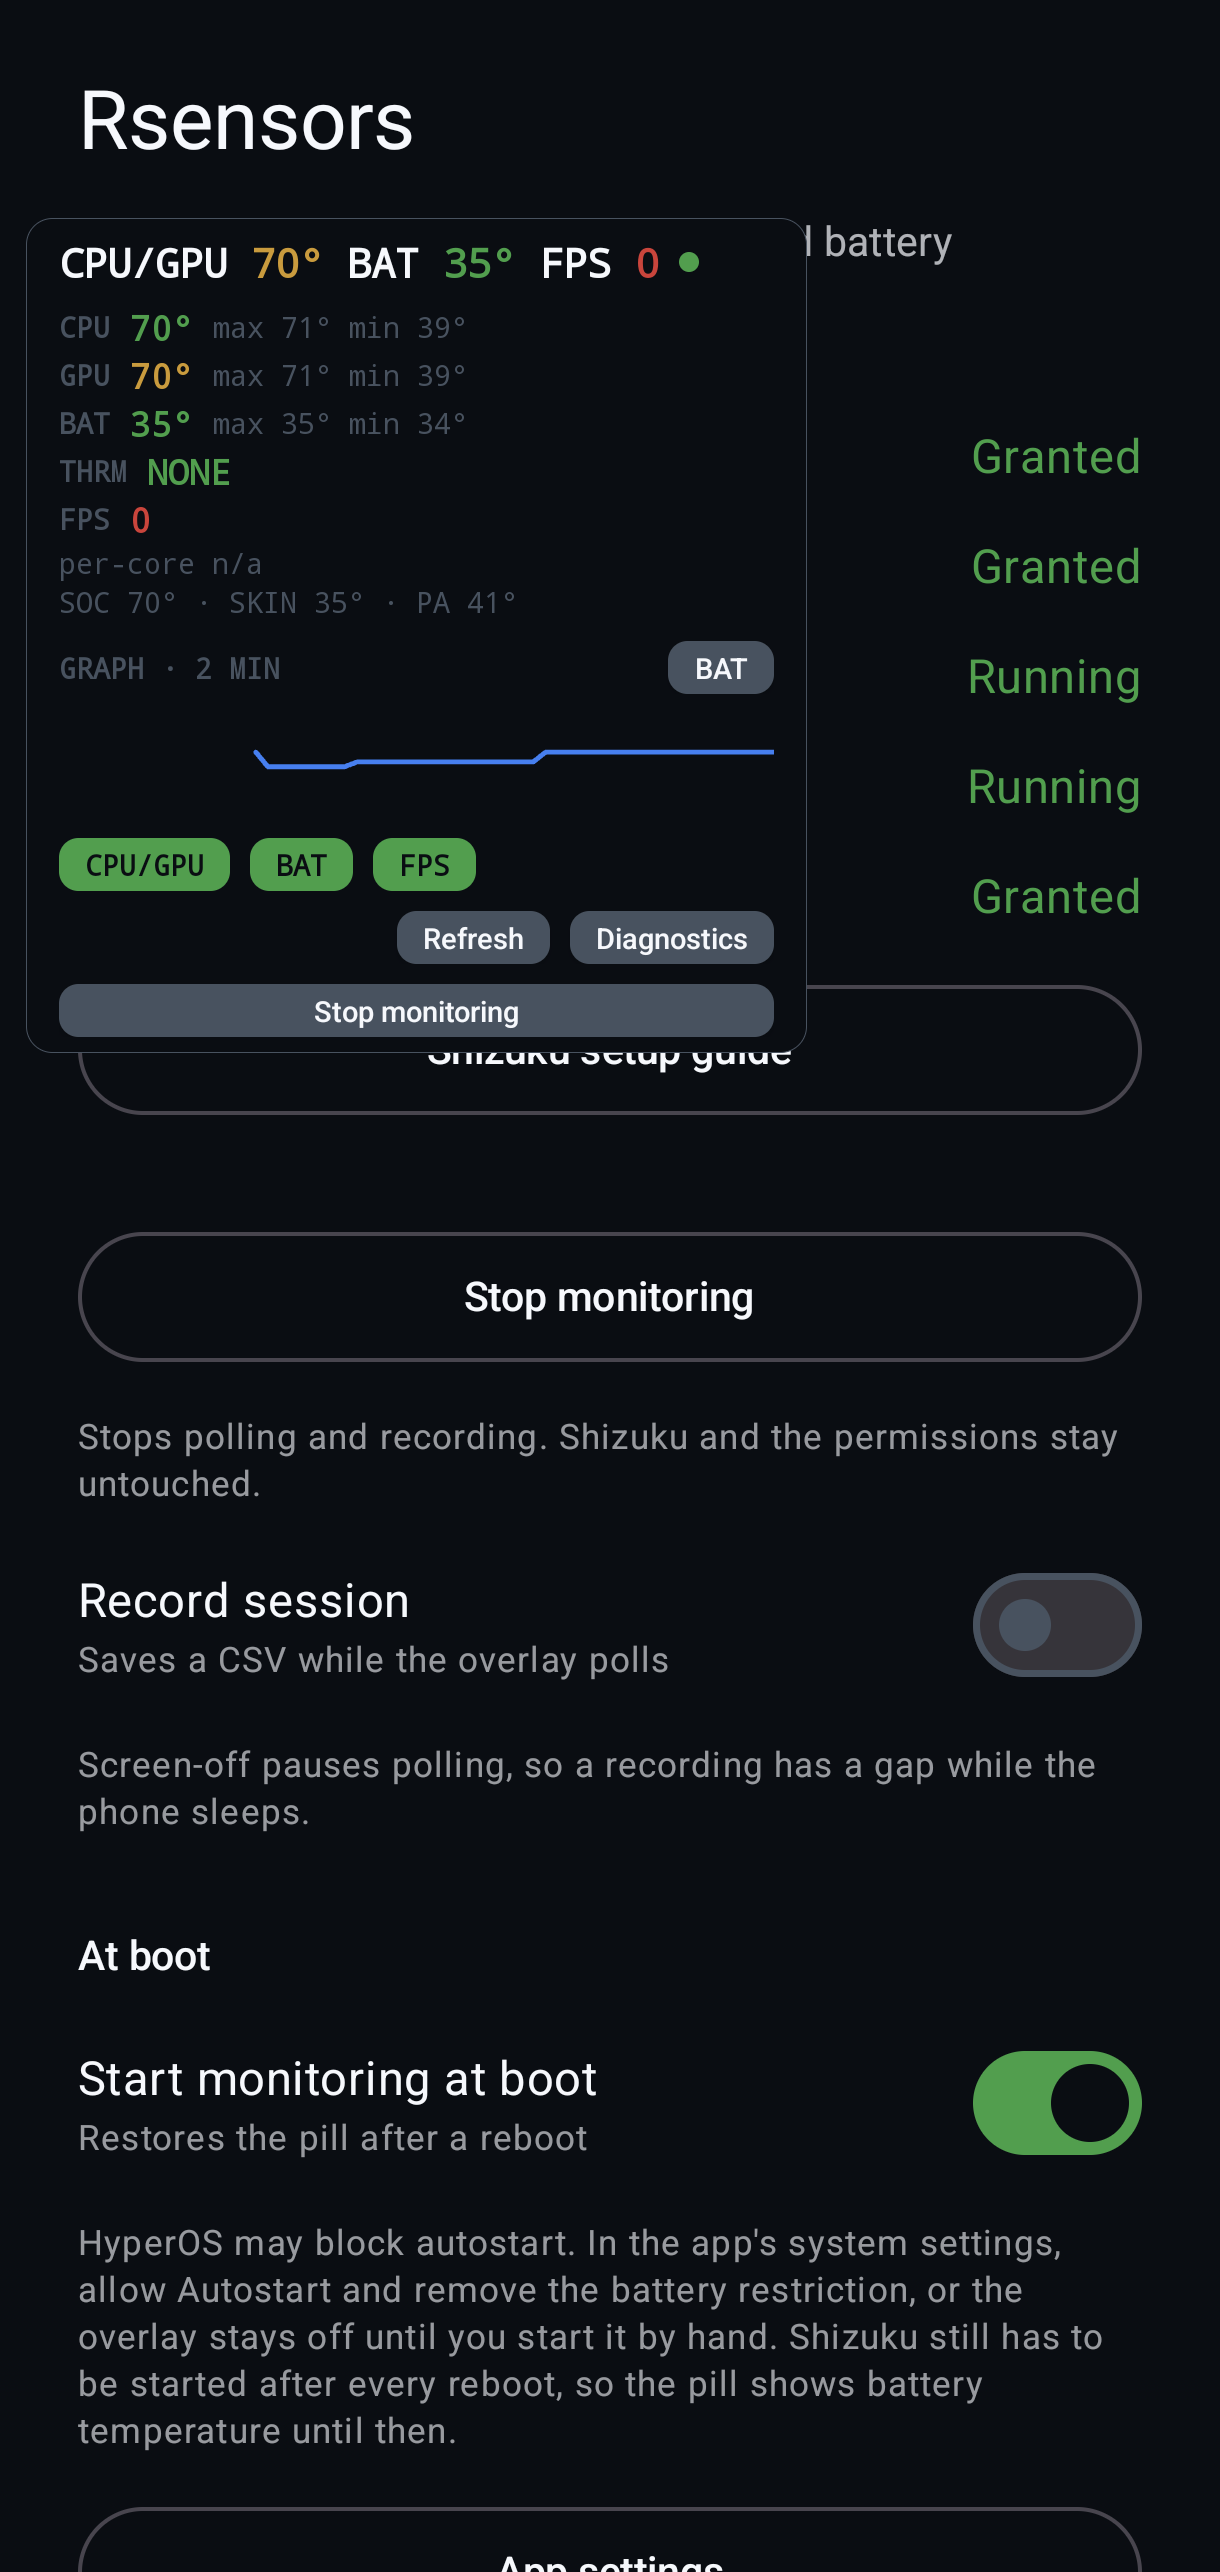 Rsensors
battery
CPU/GPU 70° BAT 35° FPS 0
CPU 70° max 71° min 39°
GPU 70° max 71° min 39°
BAT 35° max 35° min 34°
THRM NONE
FPS 0
per-core n/a
SOC 70° · SKIN 35° · PA 41°
GRAPH · 2 MIN BAT
CPU/GPU BAT FPS
Refresh Diagnostics
Stop monitoring
Granted
Granted
Running
Running
Granted
Shizuku setup guide
Stop monitoring
Stops polling and recording. Shizuku and the permissions stay
untouched.
Record session
Saves a CSV while the overlay polls
Screen-off pauses polling, so a recording has a gap while the
phone sleeps.
At boot
Start monitoring at boot
Restores the pill after a reboot
HyperOS may block autostart. In the app's system settings,
allow Autostart and remove the battery restriction, or the
overlay stays off until you start it by hand. Shizuku still has to
be started after every reboot, so the pill shows battery
temperature until then.
App settings